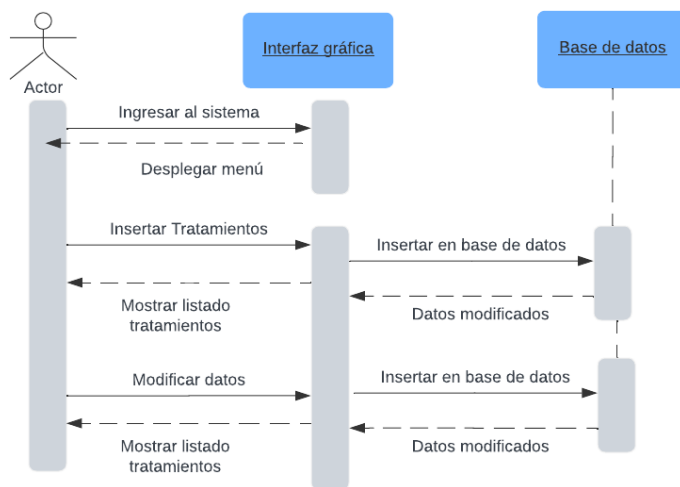 Interfaz gráfica
Base de datos
Actor
Ingresar al sistema
Desplegar menú
Insertar Tratamientos
Insertar en base de datos
Mostrar listado
tratamientos
Datos modificados
Modificar datos
Insertar en base de datos
Mostrar listado
tratamientos
Datos modificados